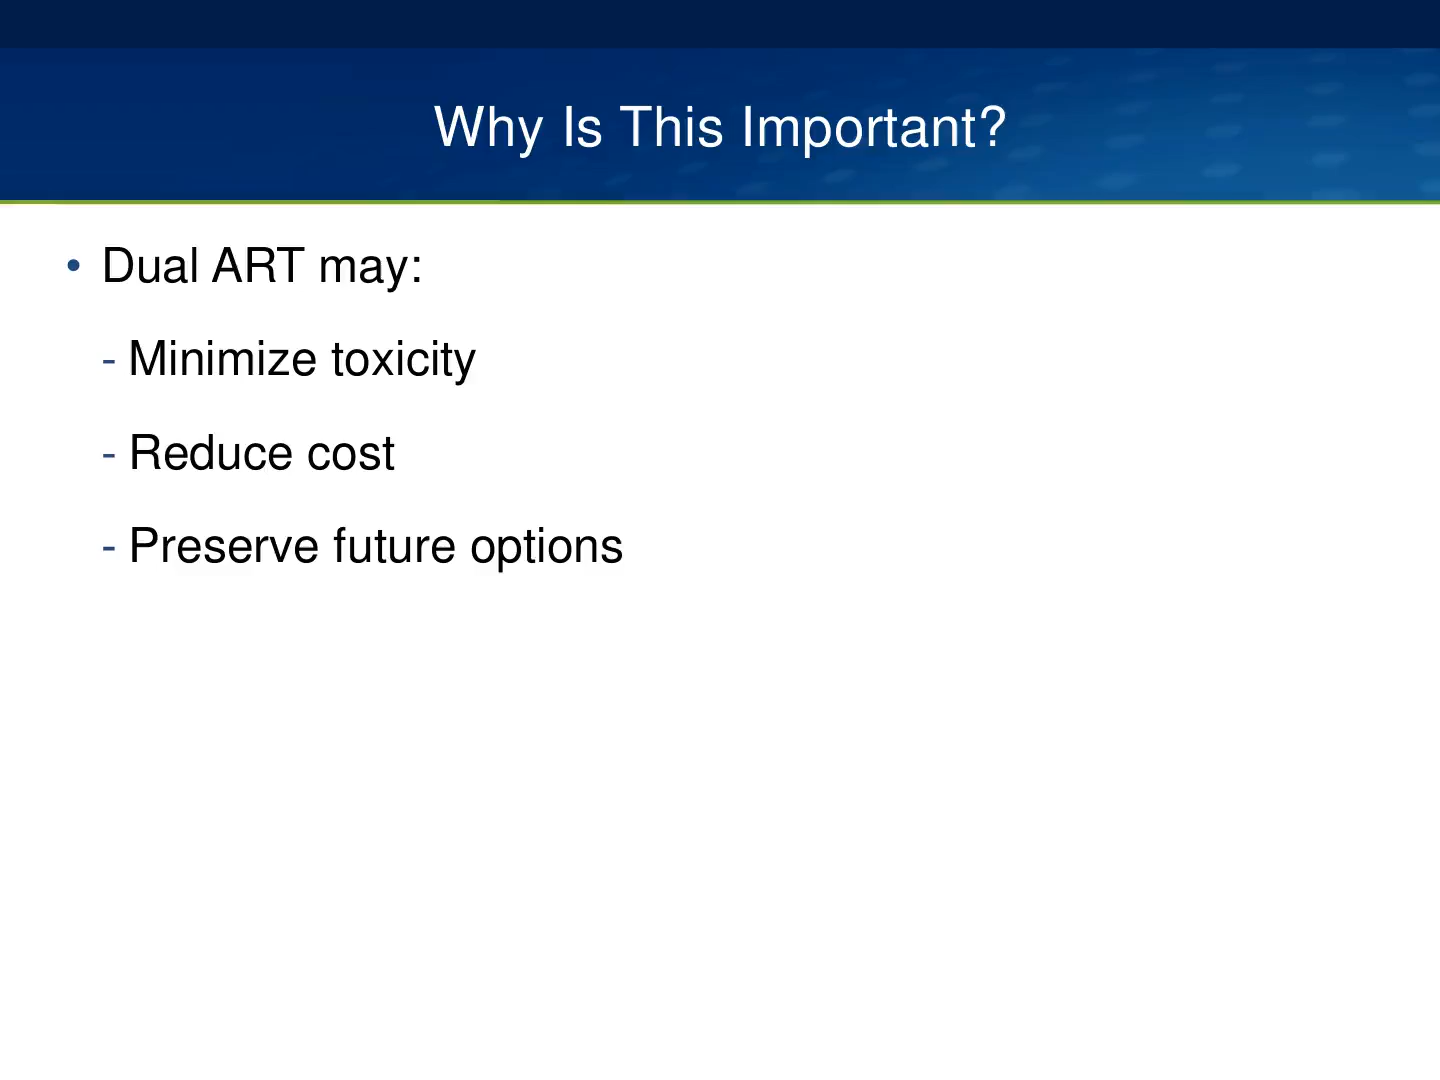 Why Is This Important?
• Dual ART may:
- Minimize toxicity
- Reduce cost
- Preserve future options